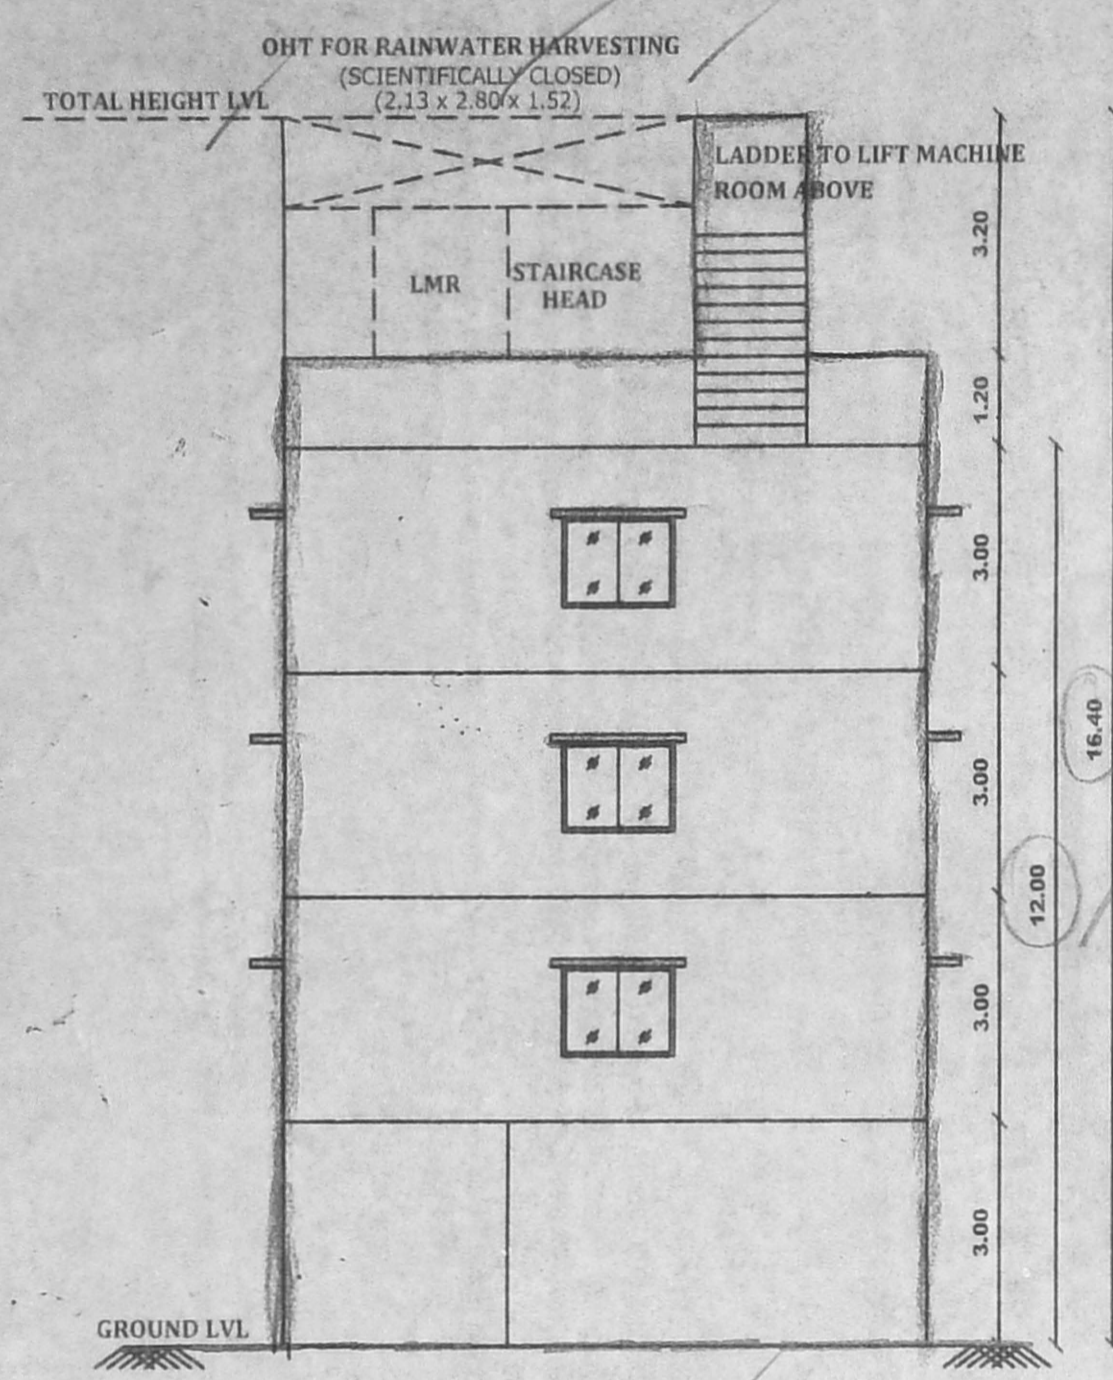 OHT FOR RAINWATER HARVESTING
(SCIENTIFICALLY CLOSED)
(2.13 x 2.80 x 1.52)
TOTAL HEIGHT LVL
LADDER TO LIFT MACHINE
ROOM ABOVE
3.20
LMR
STAIRCASE
HEAD
1.20
3.00
16.40
3.00
12.00
3.00
3.00
GROUND LVL